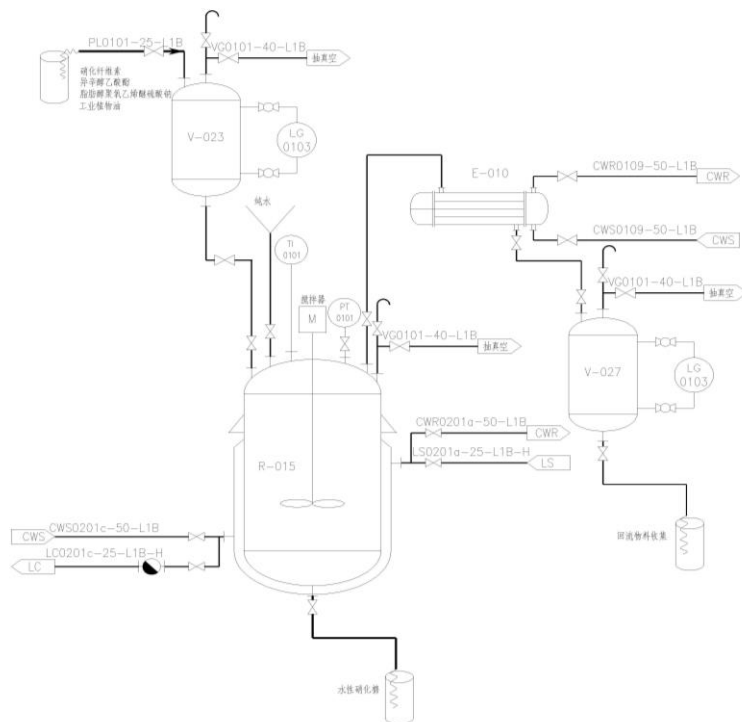 PL0101-25-L1B
VG0101-40-L1B
抽真空
硝化纤维素
异辛醇乙酸酯
脂肪醇聚氧乙烯醚硫酸钠
工业植物油
V-023
LG
0103
纯水
E-010
CWR0109-50-L1B
CWR
CWS0109-50-L1B
CWS
Ti
0101
搅拌器
M
PT
0101
VG0101-40-L1B
抽真空
VG0101-40-L1B
抽真空
V-027
LG
0103
CWR0201a-50-L1B
CWR
LS0201a-25-L1B-H
LS
R-015
CWS0201c-50-L1B
CWS
LC0201c-25-L1B-H
LC
回流物料收集
水性硝化棉